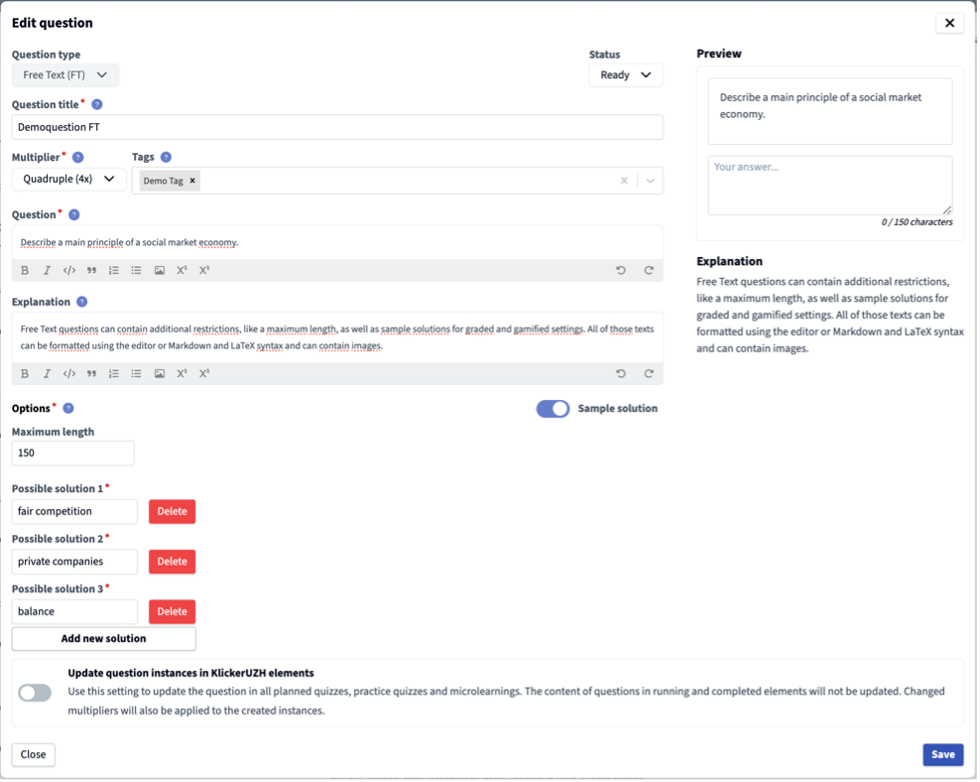 Edit question
Question type
Status
Free Text (FT)
Ready
Question title*
Demoquestion FT
Multiplier*
Tags
Quadruple (4x)
Demo Tag
Question*
Describe a main principle of a social market economy.
Explanation
Free Text questions can contain additional restrictions, like a maximum length, as well as sample solutions for graded and gamified settings. All of those texts
can be formatted using the editor or Markdown and LaTeX syntax and can contain images.
Options*
Sample solution
Maximum length
150
Possible solution 1*
fair competition
Delete
Possible solution 2*
private companies
Delete
Possible solution 3*
balance
Delete
Add new solution
Preview
Describe a main principle of a social market
economy.
Your answer...
0 / 150 characters
Explanation
Free Text questions can contain additional restrictions,
like a maximum length, as well as sample solutions for
graded and gamified settings. All of those texts can be
formatted using the editor or Markdown and LaTeX syntax
and can contain images.
Update question instances in KlickerUZH elements
Use this setting to update the question in all planned quizzes, practice quizzes and microlearnings. The content of questions in running and completed elements will not be updated. Changed
multipliers will also be applied to the created instances.
Close
Save